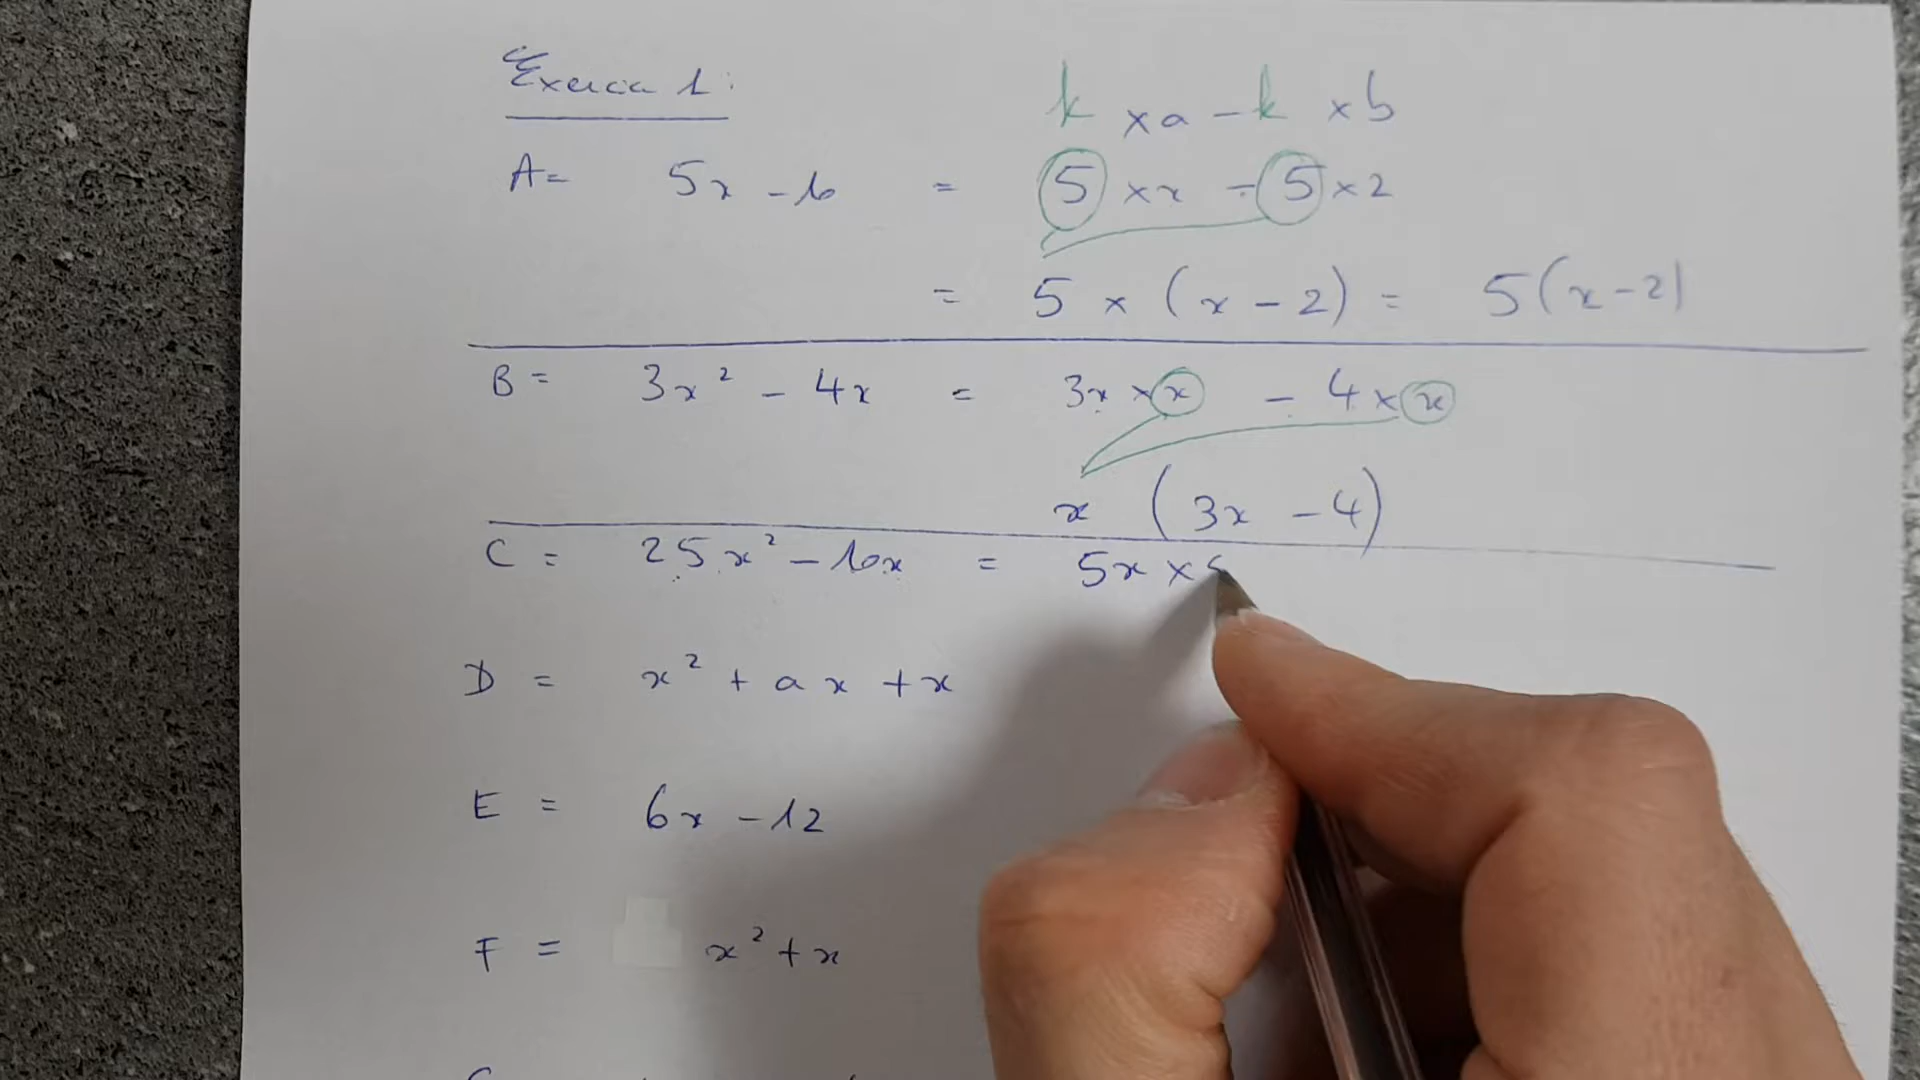 Exercice 1:
k × a - k × b
A = 5x - 10 = 5 × x - 5 × 2
= 5 × (x - 2) = 5(x - 2)
B = 3x² - 4x = 3x × x - 4 × x
x (3x - 4)
C = 25x² - 10x = 5x × 5
D = x² + ax + x
E = 6x - 12
F = x² + x